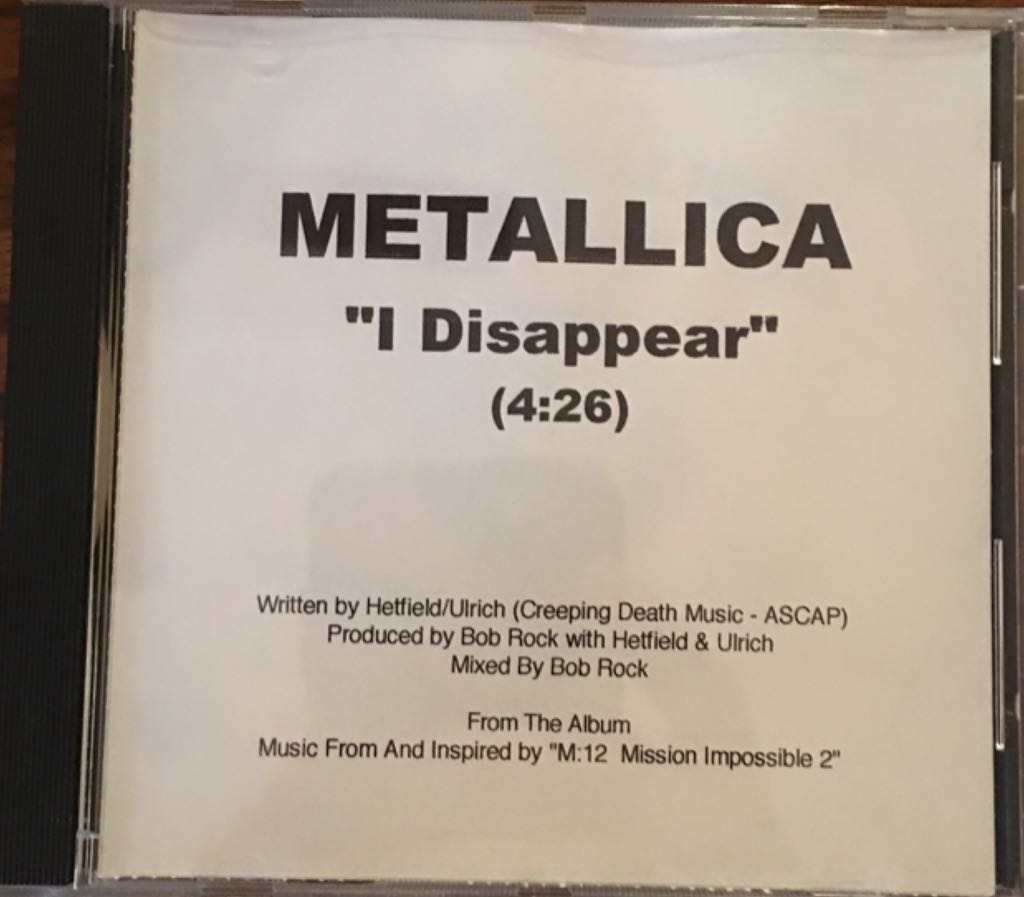 METALLICA
"I Disappear"
(4:26)
Written by Hetfield/Ulrich (Creeping Death Music - ASCAP)
Produced by Bob Rock with Hetfield & Ulrich
Mixed By Bob Rock
From The Album
Music From And Inspired by "M:12 Mission Impossible 2"